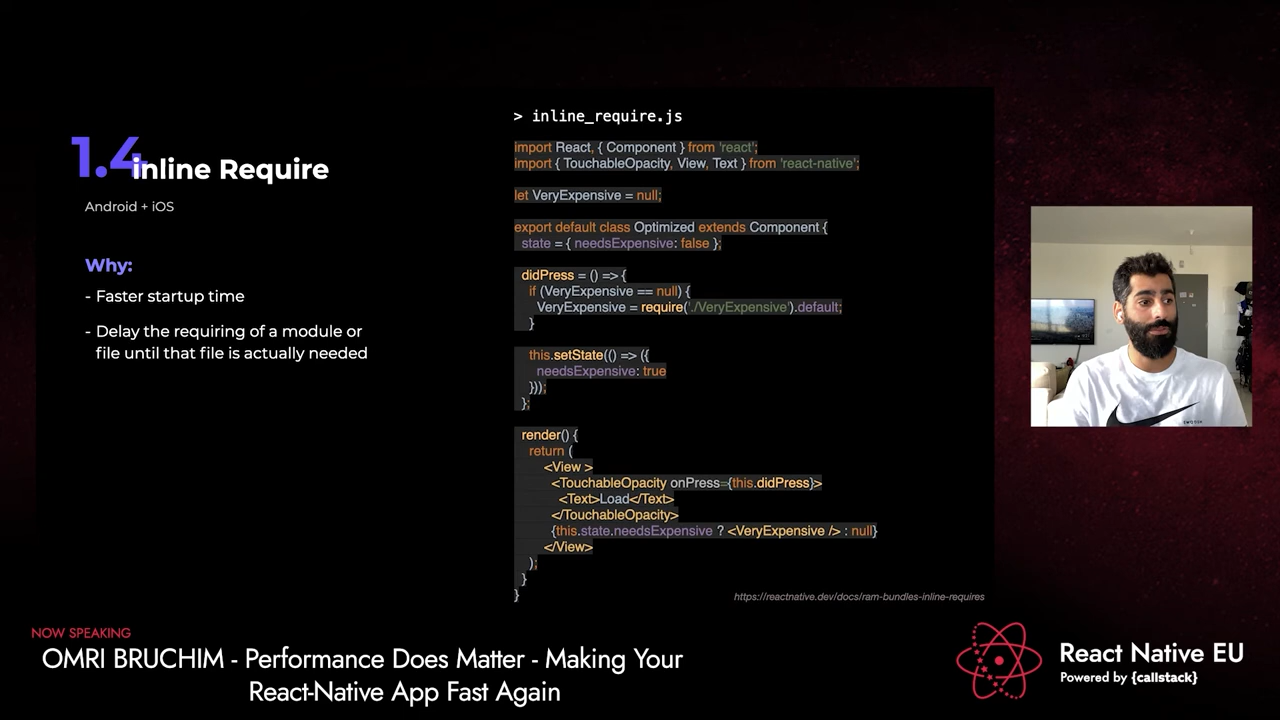 1.4 inline Require
Android + iOS
Why:
- Faster startup time
- Delay the requiring of a module or
file until that file is actually needed
> inline_require.js
import React, { Component } from 'react';
import { TouchableOpacity, View, Text } from 'react-native';
let VeryExpensive = null;
export default class Optimized extends Component {
state = { needsExpensive: false };
didPress = () => {
if (VeryExpensive == null) {
VeryExpensive = require('./VeryExpensive').default;
}
this.setState(() => ({
needsExpensive: true
}));
};
render() {
return (
<View >
<TouchableOpacity onPress={this.didPress}>
<Text>Load</Text>
</TouchableOpacity>
{this.state.needsExpensive ? <VeryExpensive /> : null}
</View>
);
}
}
https://reactnative.dev/docs/ram-bundles-inline-requires
NOW SPEAKING
OMRI BRUCHIM - Performance Does Matter - Making Your
React-Native App Fast Again
React Native EU
Powered by {callstack}